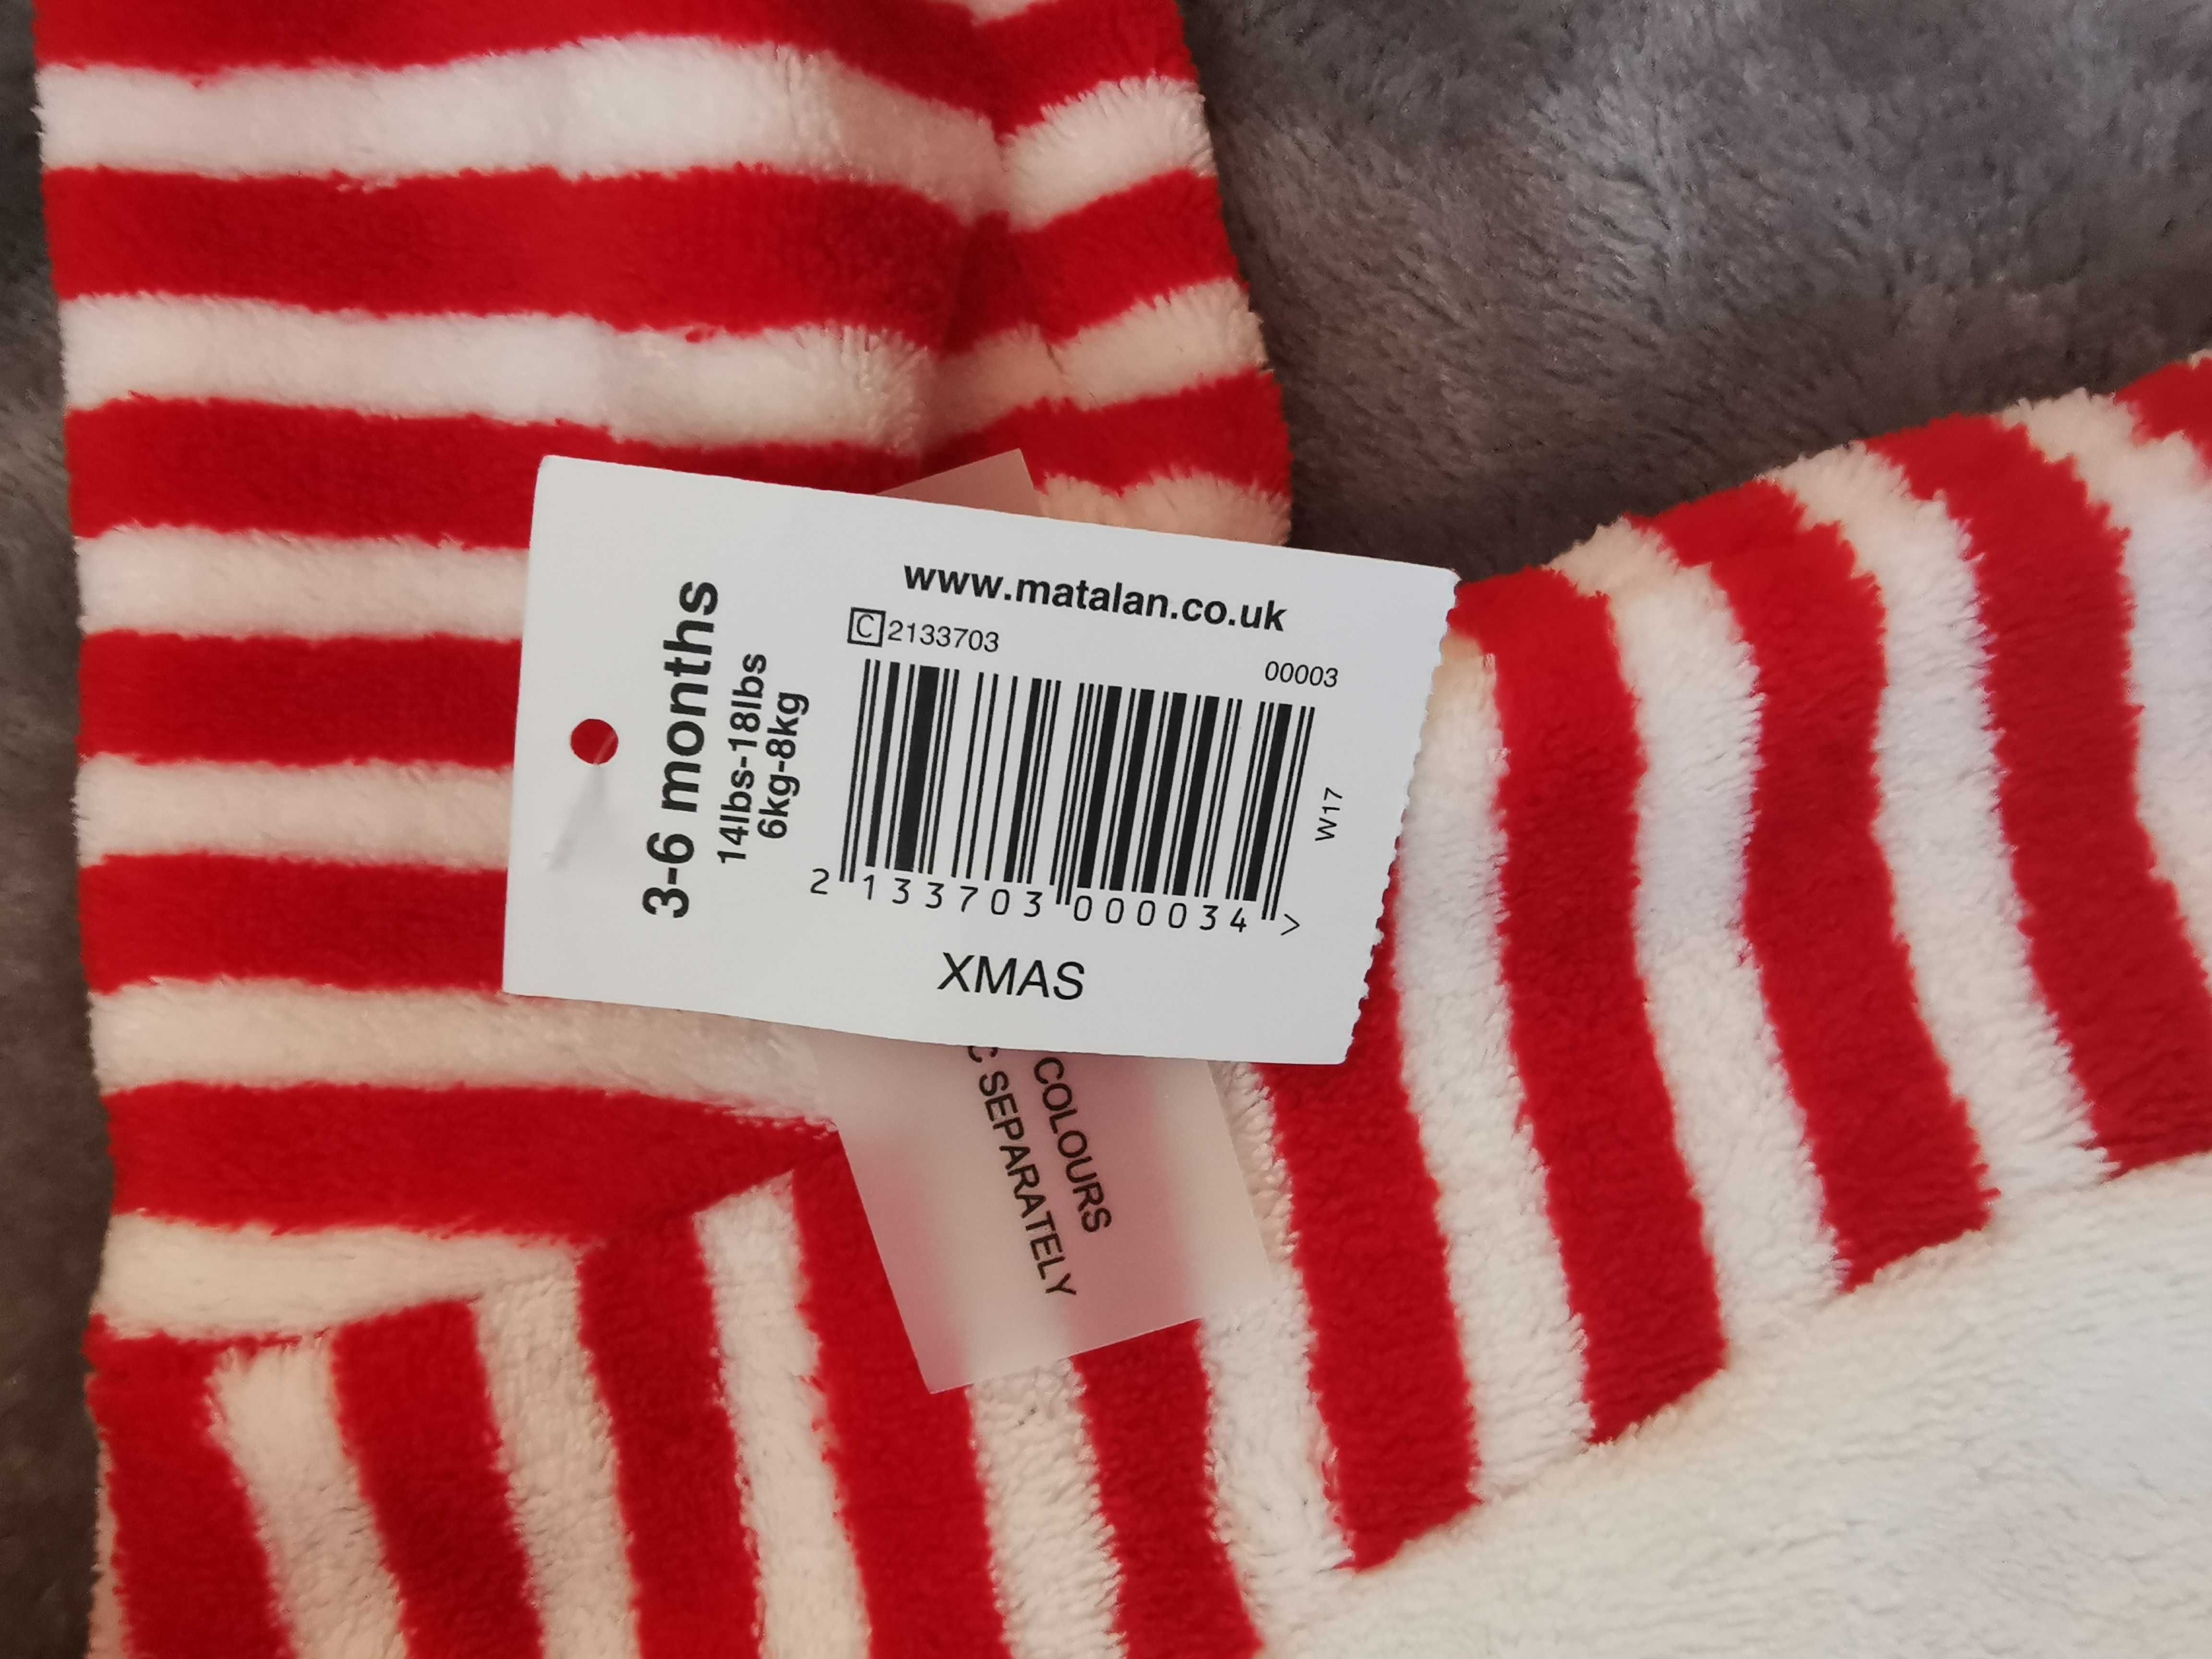 3-6 months
14lbs-18lbs
6kg-8kg
www.matalan.co.uk
C 2133703
00003
2 133703 000034 >
W17
XMAS
COLOURS
SEPARATELY